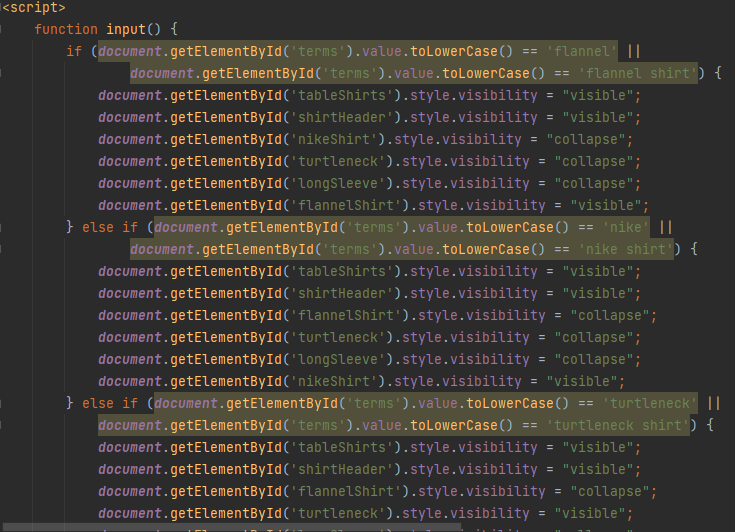 <script>
function input() {
if (document.getElementById('terms').value.toLowerCase() == 'flannel' ||
document.getElementById('terms').value.toLowerCase() == 'flannel shirt') {
document.getElementById('tableShirts').style.visibility = "visible";
document.getElementById('shirtHeader').style.visibility = "visible";
document.getElementById('nikeShirt').style.visibility = "collapse";
document.getElementById('turtleneck').style.visibility = "collapse";
document.getElementById('longSleeve').style.visibility = "collapse";
document.getElementById('flannelShirt').style.visibility = "visible";
} else if (document.getElementById('terms').value.toLowerCase() == 'nike' ||
document.getElementById('terms').value.toLowerCase() == 'nike shirt') {
document.getElementById('tableShirts').style.visibility = "visible";
document.getElementById('shirtHeader').style.visibility = "visible";
document.getElementById('flannelShirt').style.visibility = "collapse";
document.getElementById('turtleneck').style.visibility = "collapse";
document.getElementById('longSleeve').style.visibility = "collapse";
document.getElementById('nikeShirt').style.visibility = "visible";
} else if (document.getElementById('terms').value.toLowerCase() == 'turtleneck' ||
document.getElementById('terms').value.toLowerCase() == 'turtleneck shirt') {
document.getElementById('tableShirts').style.visibility = "visible";
document.getElementById('shirtHeader').style.visibility = "visible";
document.getElementById('flannelShirt').style.visibility = "collapse";
document.getElementById('turtleneck').style.visibility = "visible";